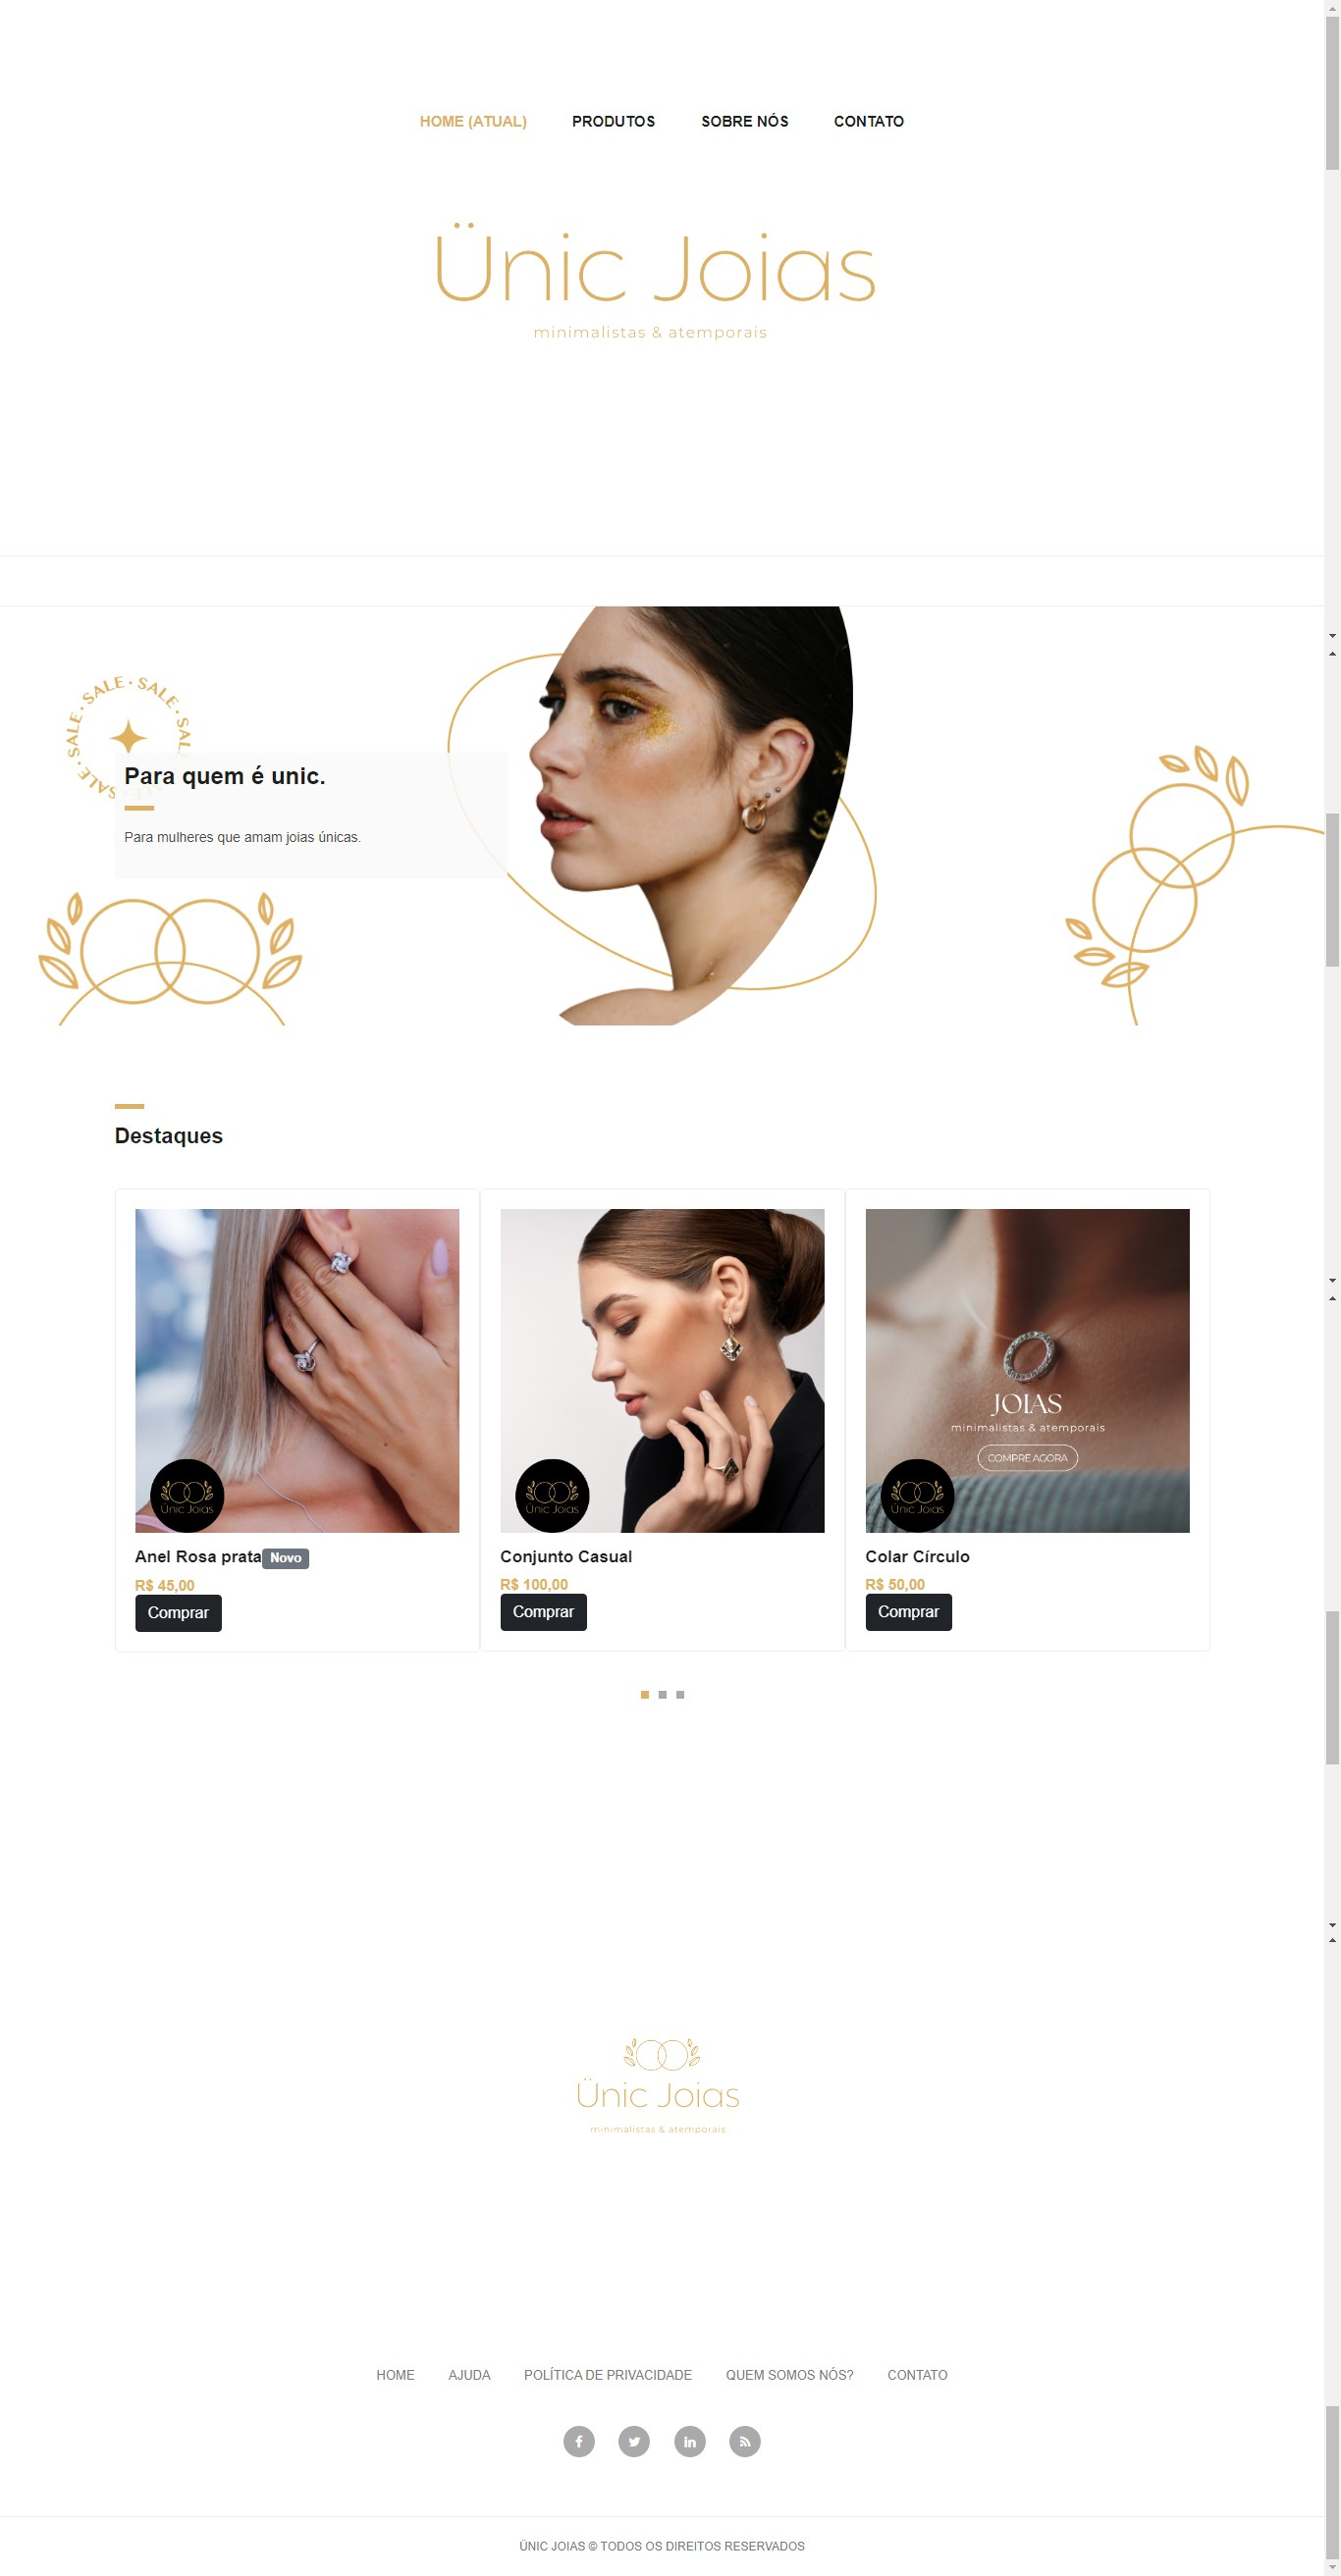 HOME (ATUAL) PRODUTOS SOBRE NÓS CONTATO
Ünic Joias
minimalistas & atemporais
SALE · SALE · SALE · SALE · SALE
Para quem é unic.
Para mulheres que amam joias únicas.
Destaques
Ünic Joias
Ünic Joias
JOIAS
minimalistas & atemporais
COMPRE AGORA
Ünic Joias
Anel Rosa prata Novo
R$ 45,00
Comprar
Conjunto Casual
R$ 100,00
Comprar
Colar Círculo
R$ 50,00
Comprar
Ünic Joias
minimalistas & atemporais
HOME AJUDA POLÍTICA DE PRIVACIDADE QUEM SOMOS NÓS? CONTATO
ÜNIC JOIAS © TODOS OS DIREITOS RESERVADOS